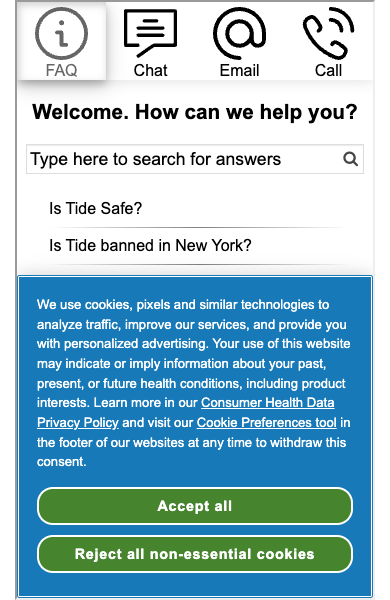 FAQ Chat Email Call
Welcome. How can we help you?
Type here to search for answers
Is Tide Safe?
Is Tide banned in New York?
We use cookies, pixels and similar technologies to
analyze traffic, improve our services, and provide you
with personalized advertising. Your use of this website
may indicate or imply information about your past,
present, or future health conditions, including product
interests. Learn more in our Consumer Health Data
Privacy Policy and visit our Cookie Preferences tool in
the footer of our websites at any time to withdraw this
consent.
Accept all
Reject all non-essential cookies